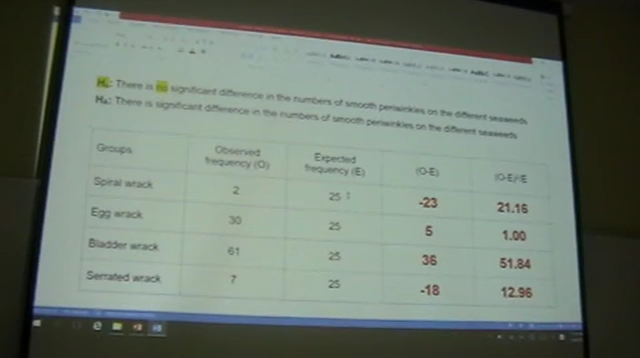 H₀: There is no significant difference in the numbers of smooth periwinkles on the different seaweeds
Hₐ: There is significant difference in the numbers of smooth periwinkles on the different seaweeds
Groups Observed frequency (O) Expected frequency (E) (O-E) (O-E)²/E
Spiral wrack 2 25 -23 21.16
Egg wrack 30 25 5 1.00
Bladder wrack 61 25 36 51.84
Serrated wrack 7 25 -18 12.96